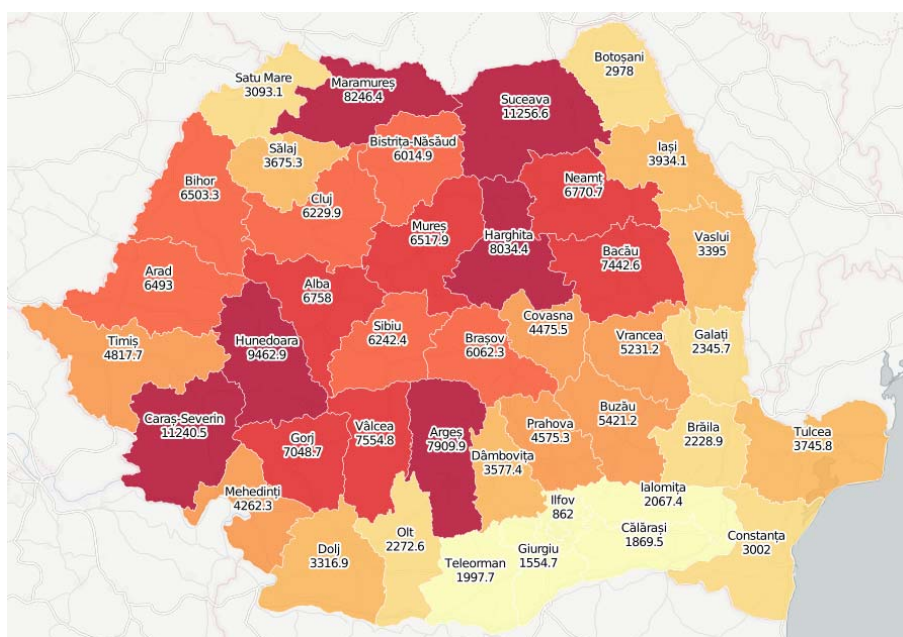 Botoșani
2978
Satu Mare
3093.1
Maramureș
8246.4
Suceava
11256.6
Bistrița-Năsăud
6014.9
Iași
3934.1
Sălaj
3675.3
Bihor
6503.3
Cluj
6229.9
Neamț
6770.7
Mureș
6517.9
Harghita
8034.4
Vaslui
3395
Bacău
7442.6
Arad
6493
Alba
6758
Covasna
4475.5
Sibiu
6242.4
Brașov
6062.3
Vrancea
5231.2
Galați
2345.7
Timiș
4817.7
Hunedoara
9462.9
Caraș-Severin
11240.5
Gorj
7048.7
Vâlcea
7554.8
Argeș
7909.9
Prahova
4575.3
Buzău
5421.2
Brăila
2228.9
Tulcea
3745.8
Dâmbovița
3577.4
Mehedinți
4262.3
Ilfov
862
Ialomița
2067.4
Olt
2272.6
Dolj
3316.9
Călărași
1869.5
Constanța
3002
Giurgiu
1554.7
Teleorman
1997.7